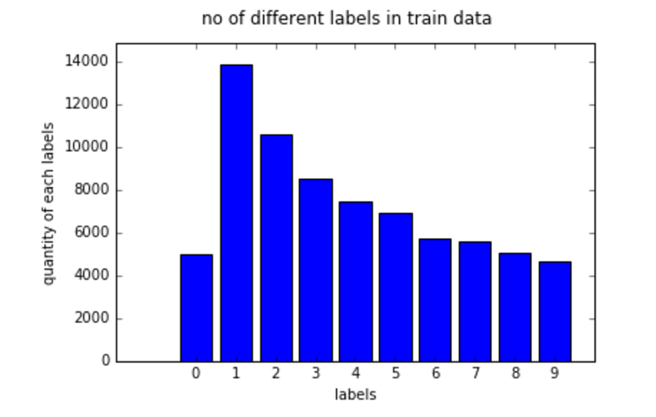 no of different labels in train data
quantity of each labels
14000
12000
10000
8000
6000
4000
2000
0
0 1 2 3 4 5 6 7 8 9
labels